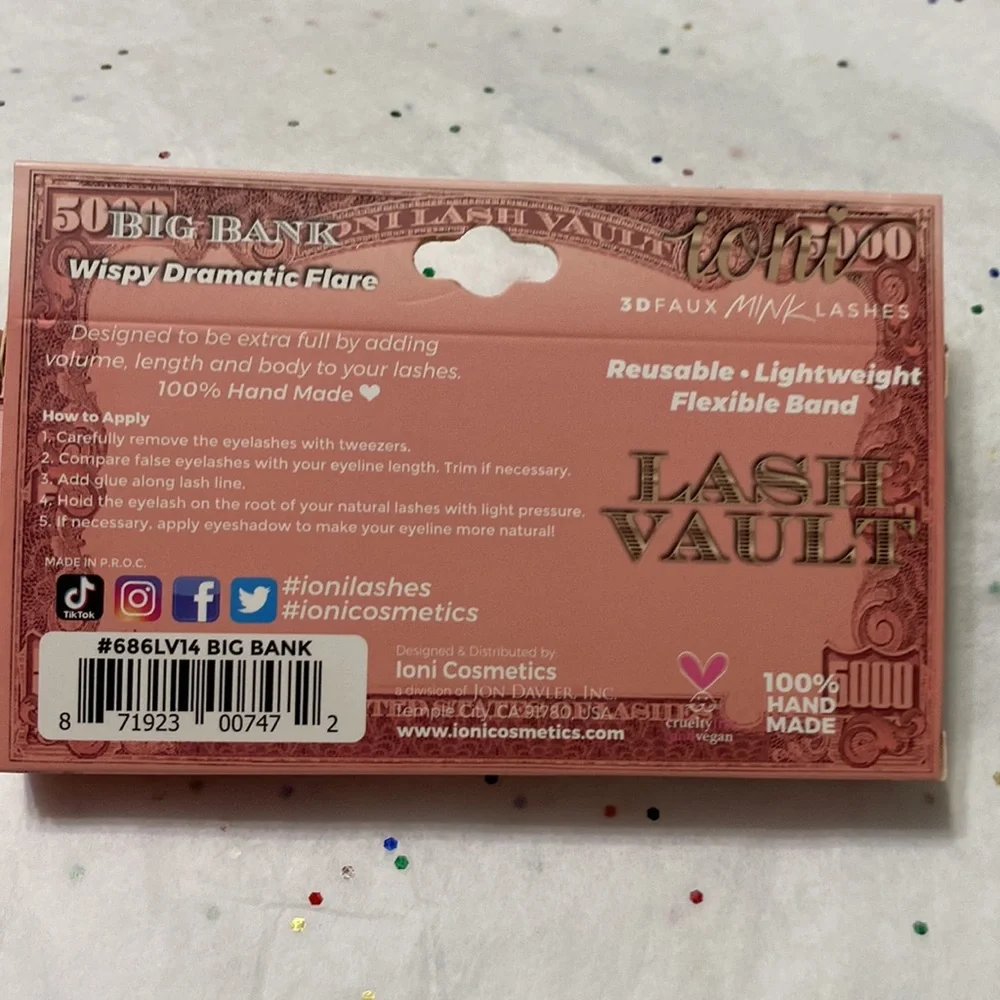 5000 BIG BANK
IONI LASH VAULT
ioni
5000
Wispy Dramatic Flare
3D FAUX MINK LASHES
Designed to be extra full by adding
volume, length and body to your lashes.
100% Hand Made ♥
Reusable • Lightweight
Flexible Band
How to Apply
1. Carefully remove the eyelashes with tweezers.
2. Compare false eyelashes with your eyeline length. Trim if necessary.
3. Add glue along lash line.
4. Hold the eyelash on the root of your natural lashes with light pressure.
5. If necessary, apply eyeshadow to make your eyeline more natural!
LASH
VAULT
MADE IN P.R.O.C.
TikTok
#ionilashes
#ionicosmetics
#686LV14 BIG BANK
8 71923 00747 2
Designed & Distributed by:
Ioni Cosmetics
a division of JON DAVLER, INC.
Temple City, CA 91780, USA
www.ionicosmetics.com
crueltyfree
and vegan
100%
HAND
MADE
5000